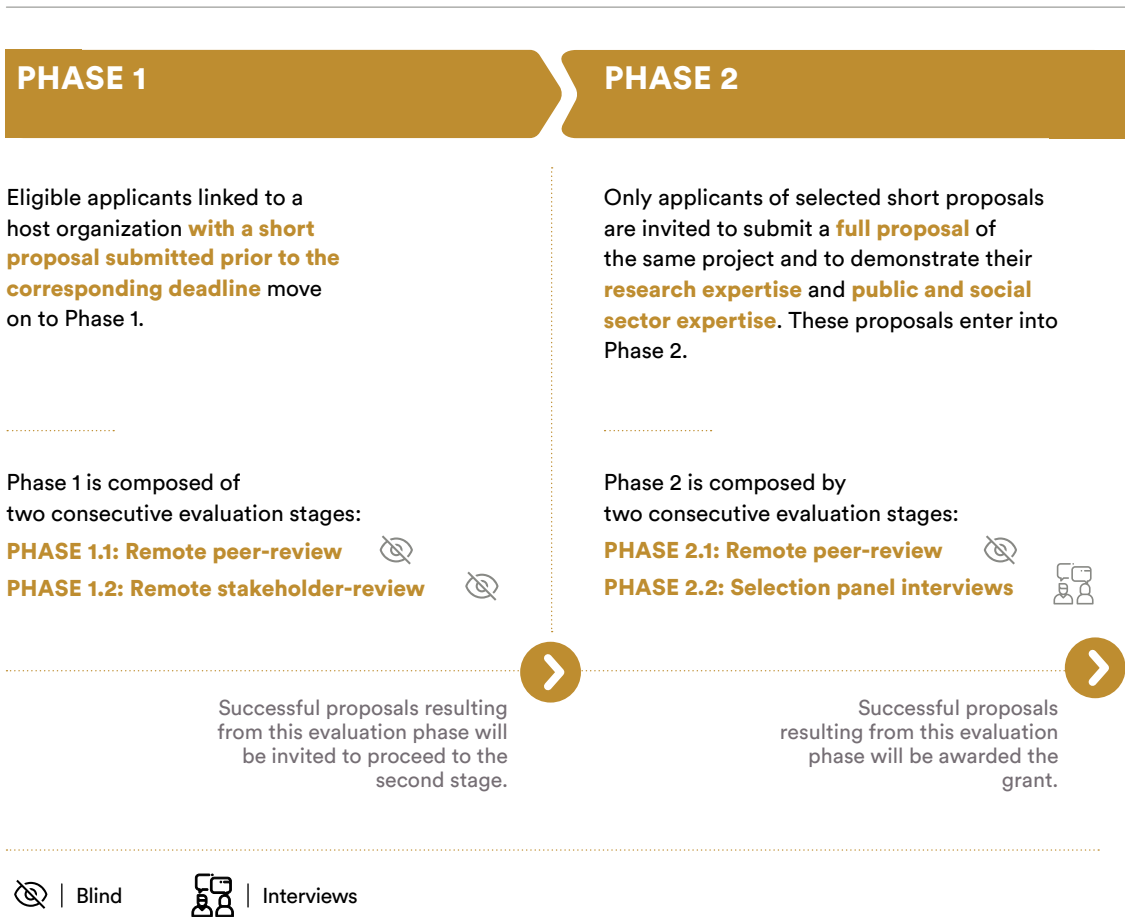 PHASE 1
Eligible applicants linked to a
host organization with a short
proposal submitted prior to the
corresponding deadline move
on to Phase 1.
Phase 1 is composed of
two consecutive evaluation stages:
PHASE 1.1: Remote peer-review
PHASE 1.2: Remote stakeholder-review
Successful proposals resulting
from this evaluation phase will
be invited to proceed to the
second stage.
PHASE 2
Only applicants of selected short proposals
are invited to submit a full proposal of
the same project and to demonstrate their
research expertise and public and social
sector expertise. These proposals enter into
Phase 2.
Phase 2 is composed by
two consecutive evaluation stages:
PHASE 2.1: Remote peer-review
PHASE 2.2: Selection panel interviews
Successful proposals
resulting from this evaluation
phase will be awarded the
grant.
Blind
Interviews